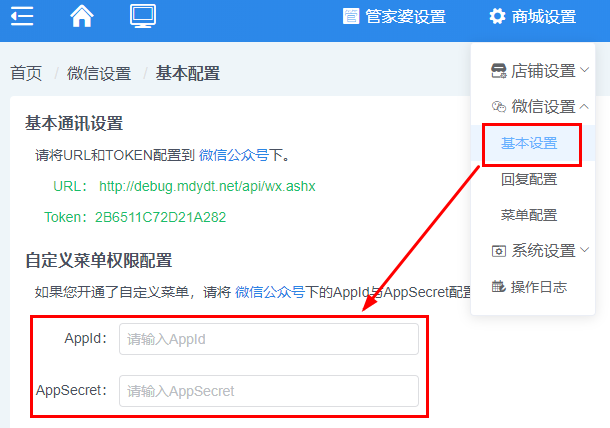 管家婆设置 商城设置
首页 / 微信设置 / 基本配置
店铺设置
微信设置
基本设置
回复配置
菜单配置
系统设置
操作日志
基本通讯设置
请将URL和TOKEN配置到 微信公众号下。
URL： http://debug.mdydt.net/api/wx.ashx
Token：2B6511C72D21A282
自定义菜单权限配置
如果您开通了自定义菜单，请将 微信公众号下的AppId与AppSecret配置
AppId： 请输入AppId
AppSecret： 请输入AppSecret